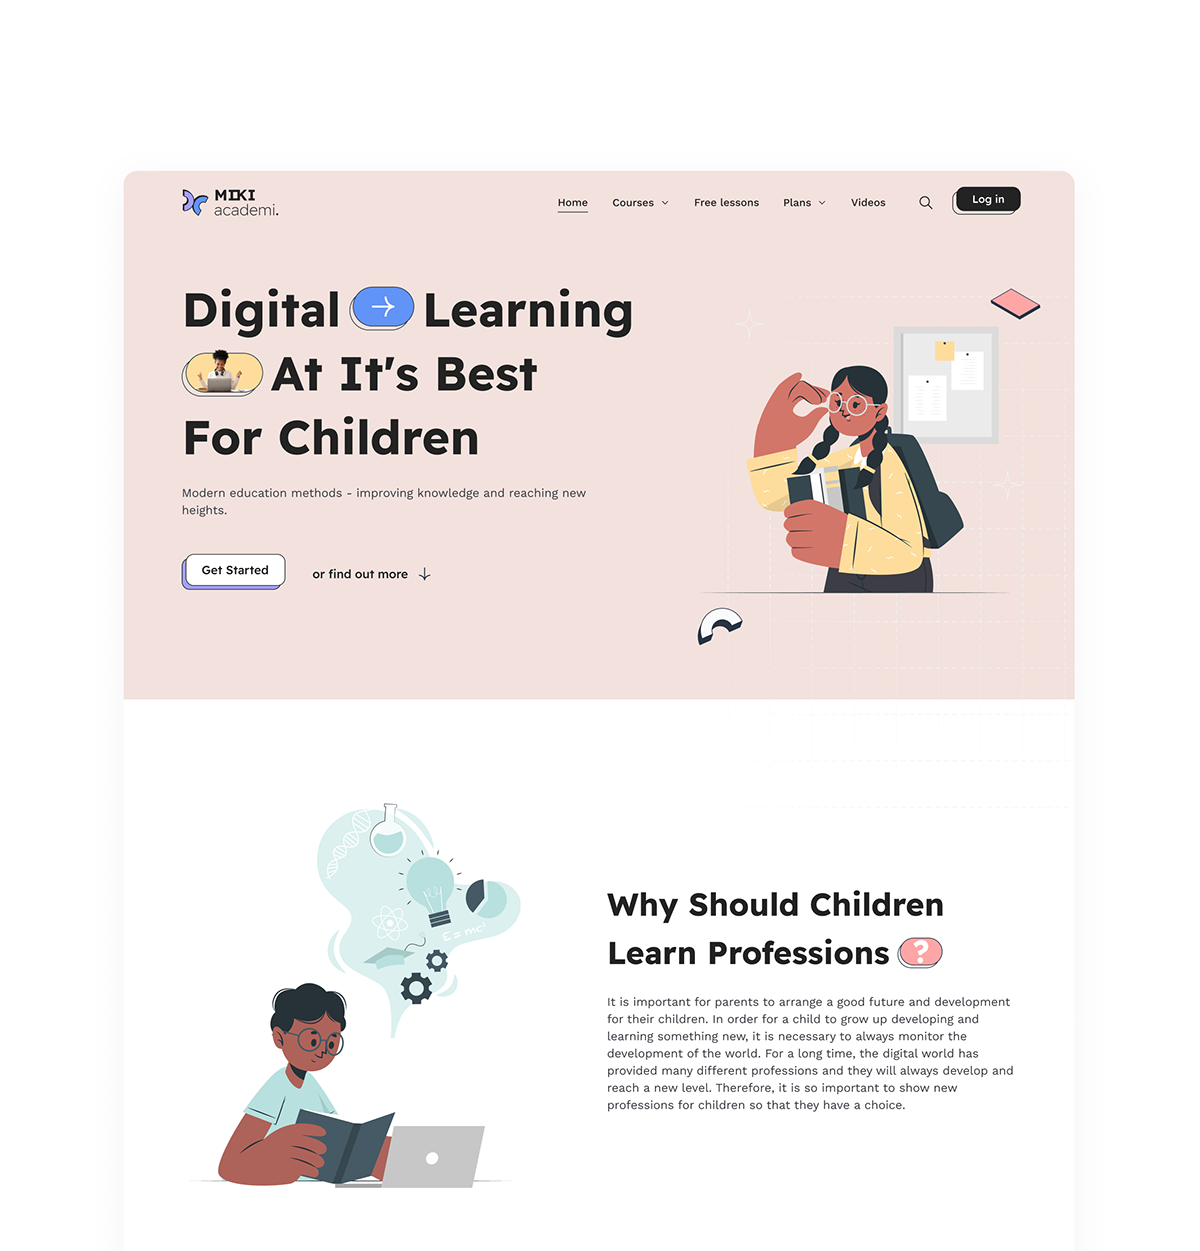 MIKI
academi.
Home Courses Free lessons Plans Videos Log in
Digital Learning
At It's Best
For Children
Modern education methods - improving knowledge and reaching new
heights.
Get Started or find out more
E = mc²
Why Should Children
Learn Professions ?
It is important for parents to arrange a good future and development
for their children. In order for a child to grow up developing and
learning something new, it is necessary to always monitor the
development of the world. For a long time, the digital world has
provided many different professions and they will always develop and
reach a new level. Therefore, it is so important to show new
professions for children so that they have a choice.